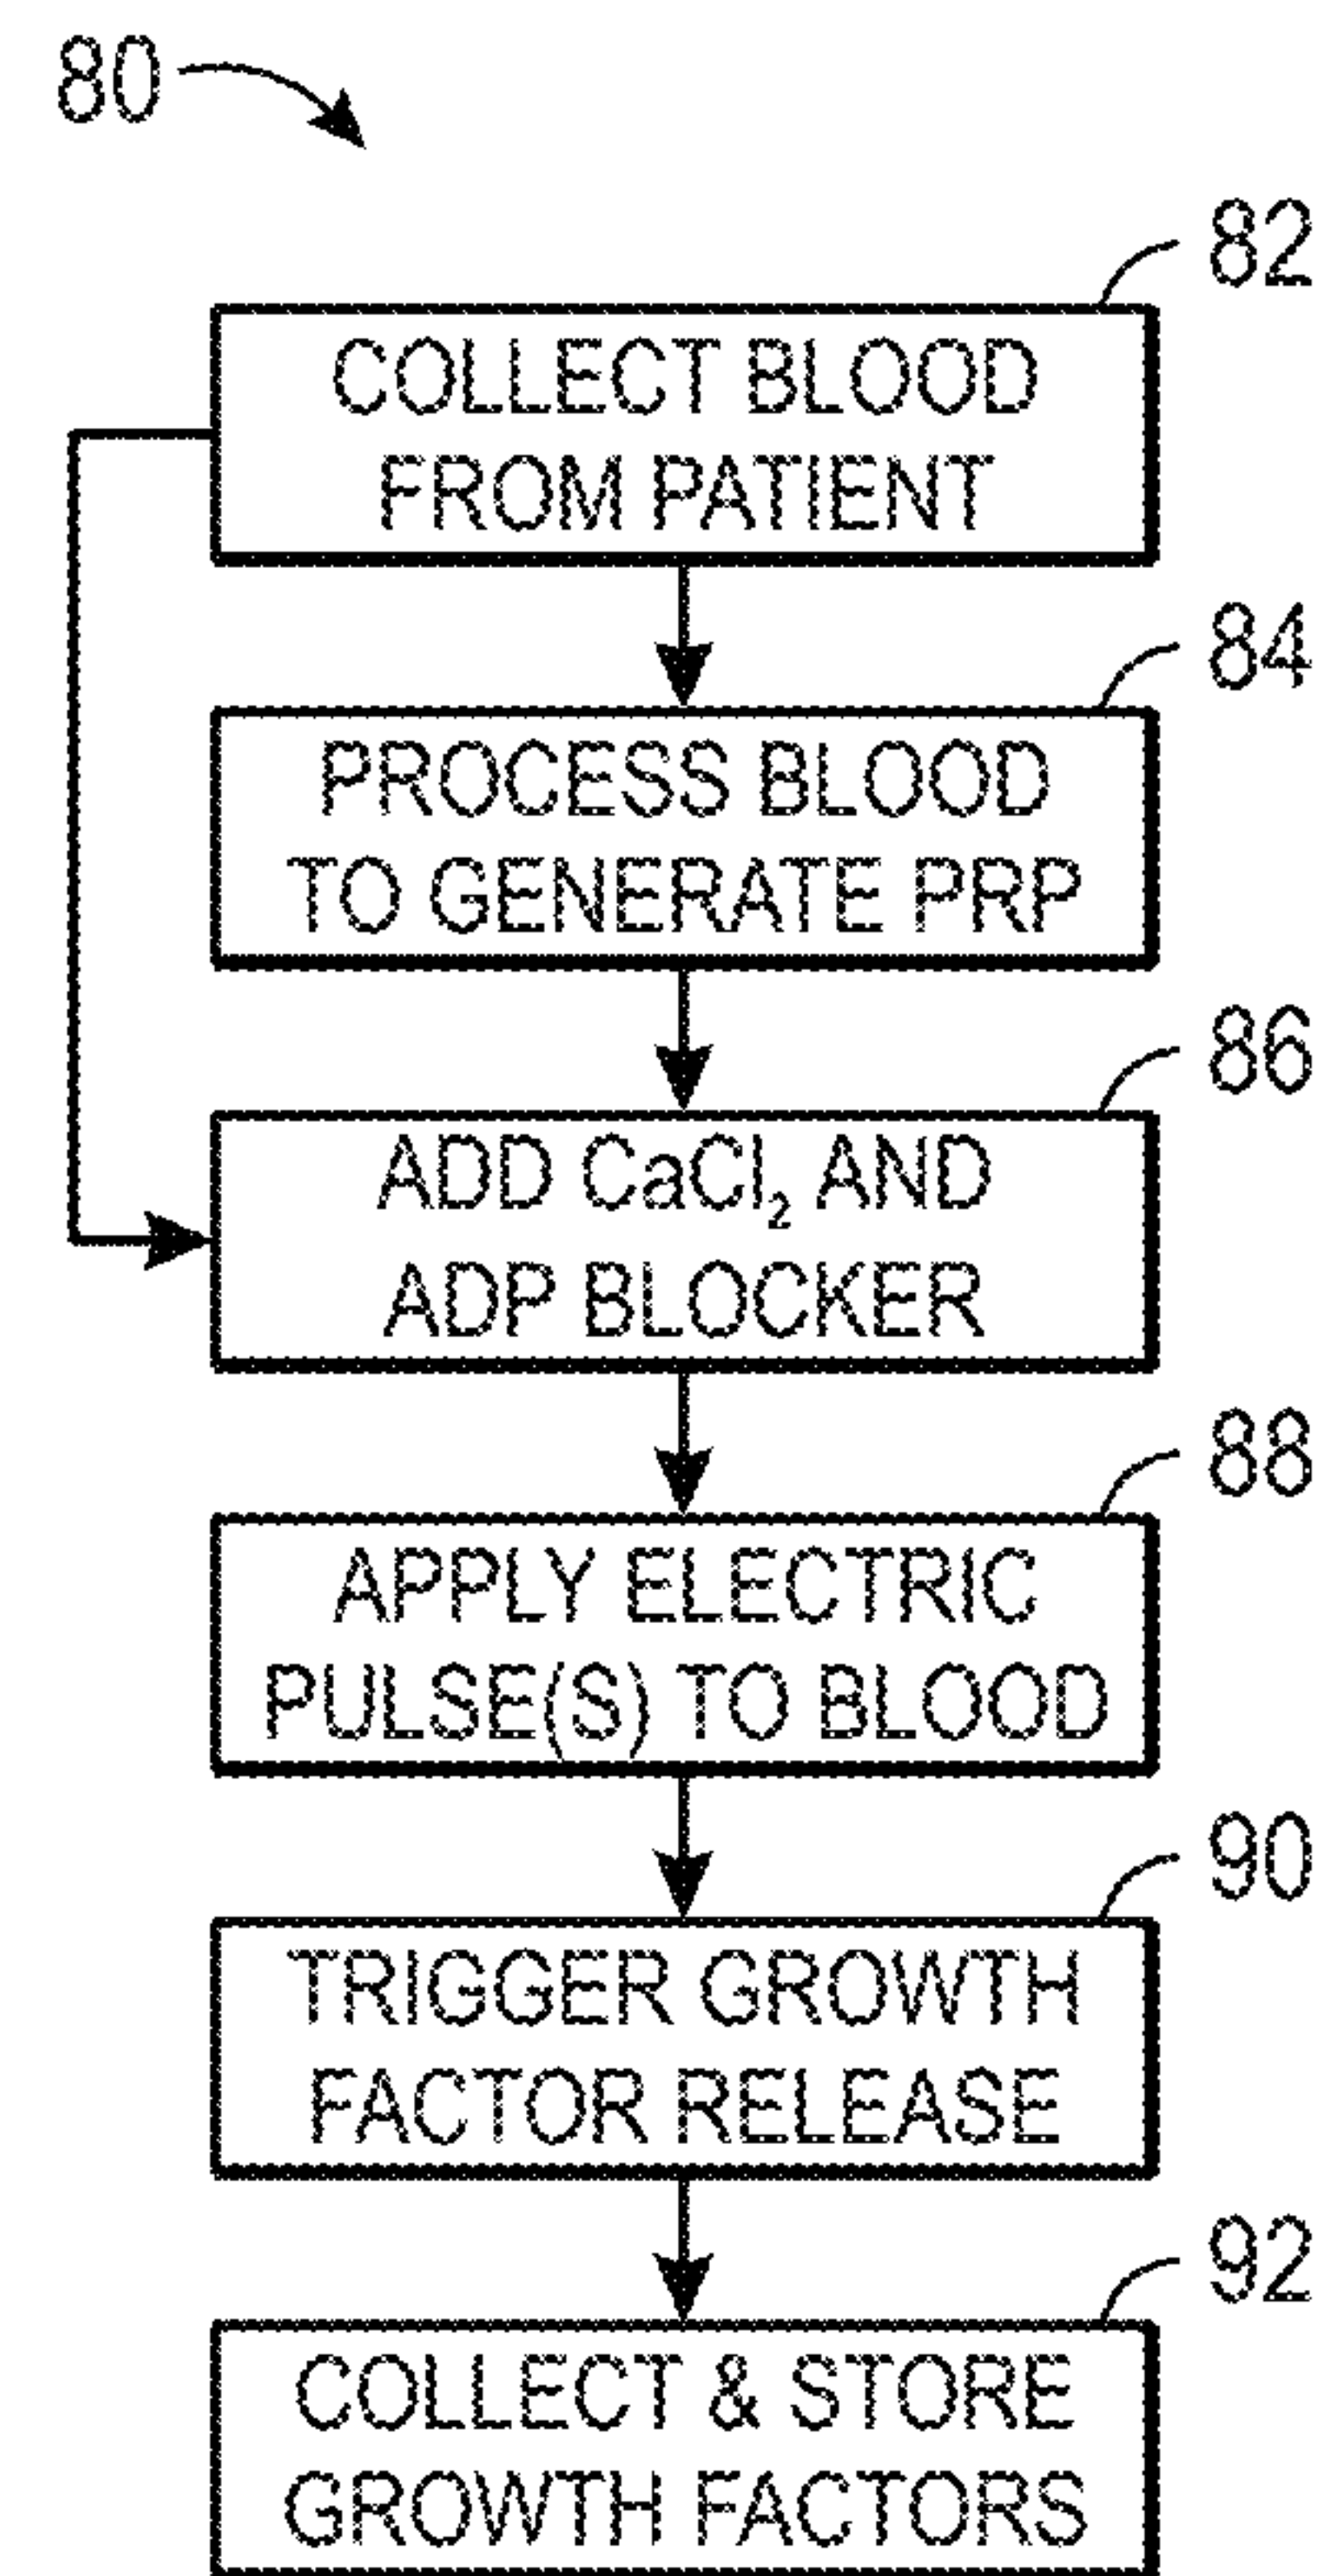 80
82
COLLECT BLOOD
FROM PATIENT
84
PROCESS BLOOD
TO GENERATE PRP
86
ADD CaCl₂ AND
ADP BLOCKER
88
APPLY ELECTRIC
PULSE(S) TO BLOOD
90
TRIGGER GROWTH
FACTOR RELEASE
92
COLLECT & STORE
GROWTH FACTORS